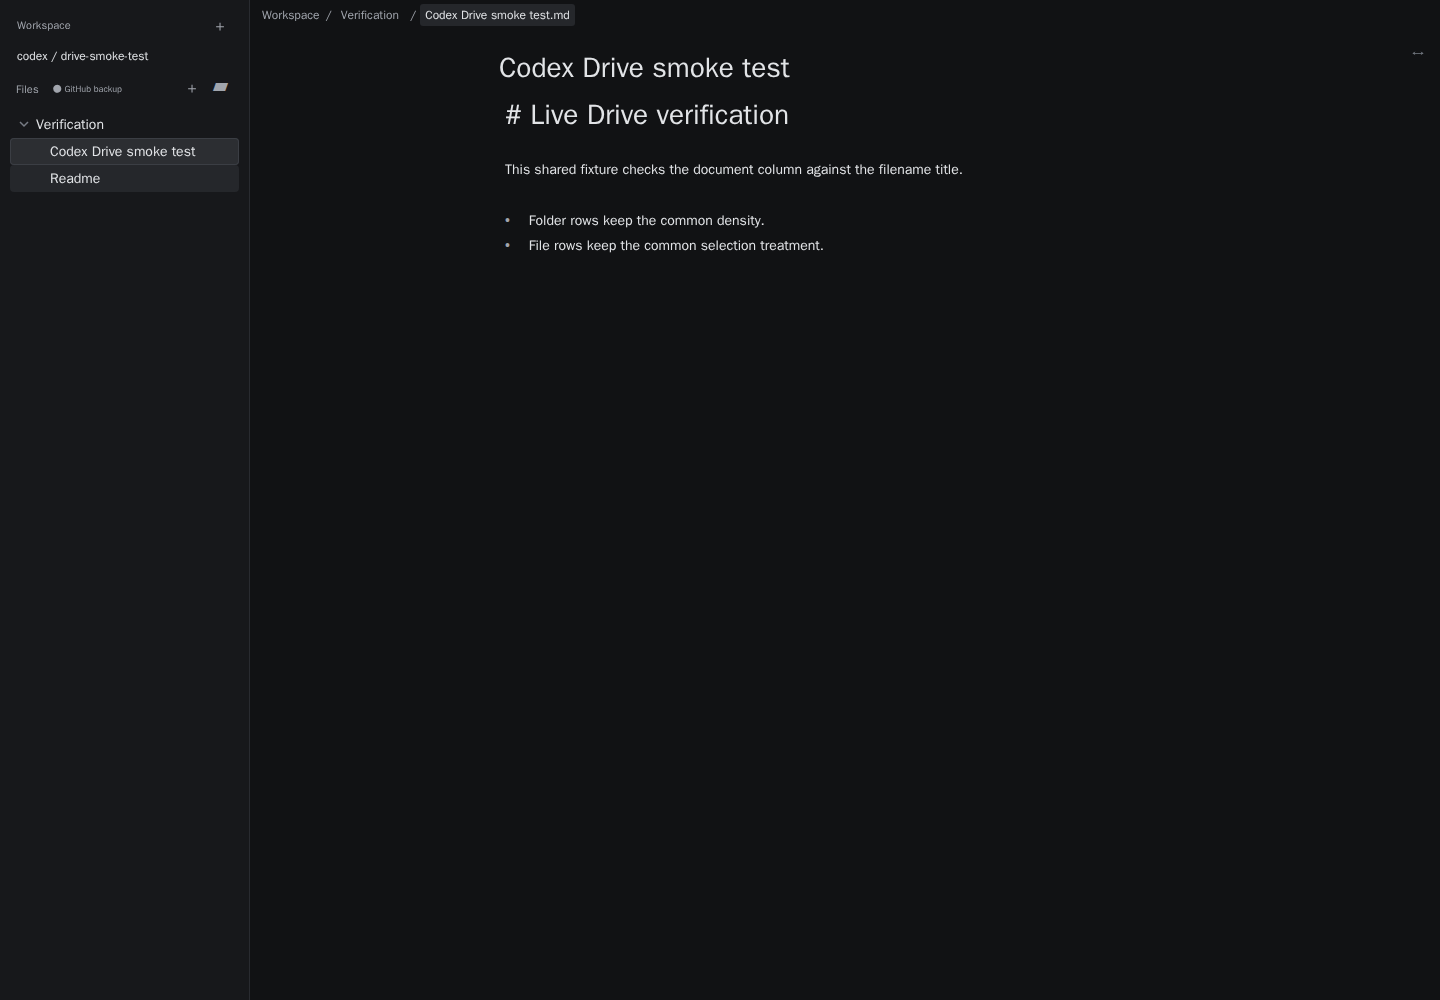 Workspace
+
codex / drive-smoke-test
Files
GitHub backup
+
Verification
Codex Drive smoke test
Readme
Workspace / Verification / Codex Drive smoke test.md
Codex Drive smoke test
# Live Drive verification
This shared fixture checks the document column against the filename title.
• Folder rows keep the common density.
• File rows keep the common selection treatment.